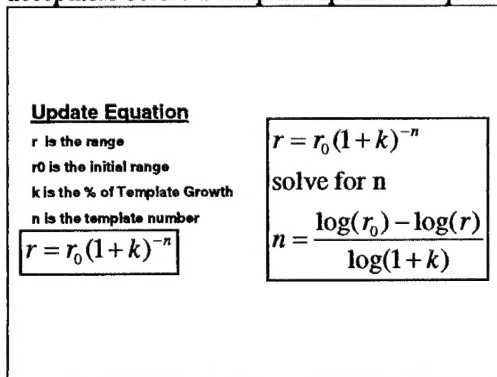 Update Equation
r is the range
r0 is the initial range
k is the % of Template Growth
n is the template number
r = r₀(1+k)⁻ⁿ
r = r₀(1+k)⁻ⁿ
solve for n
n = (log(r₀) − log(r)) / log(1+k)